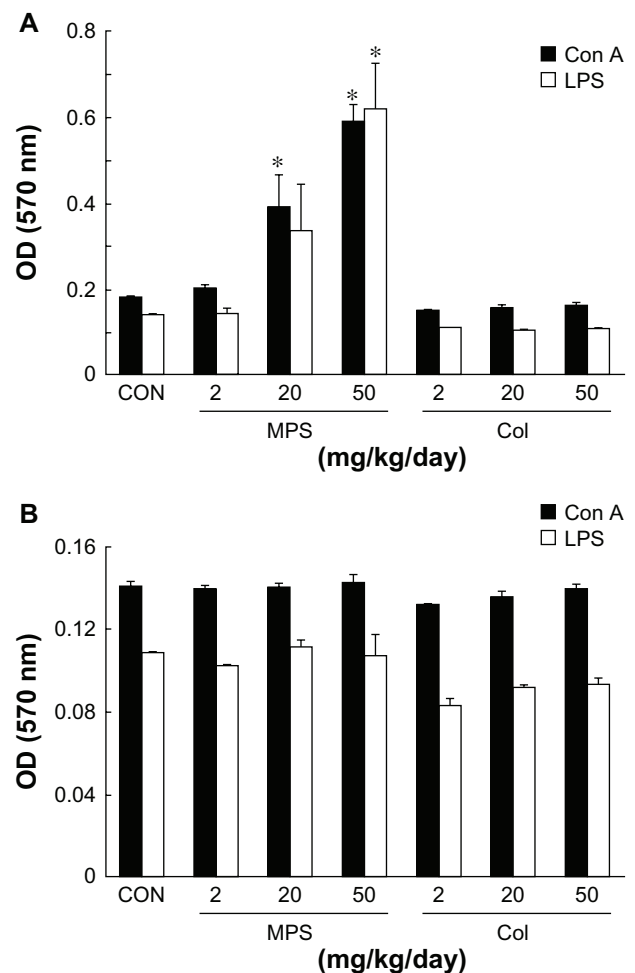 A
Con A
LPS
*
*
*
OD (570 nm)
0.8
0.6
0.4
0.2
0
CON 2 20 50 2 20 50
MPS Col
(mg/kg/day)
B
Con A
LPS
OD (570 nm)
0.16
0.12
0.08
0.04
0
CON 2 20 50 2 20 50
MPS Col
(mg/kg/day)